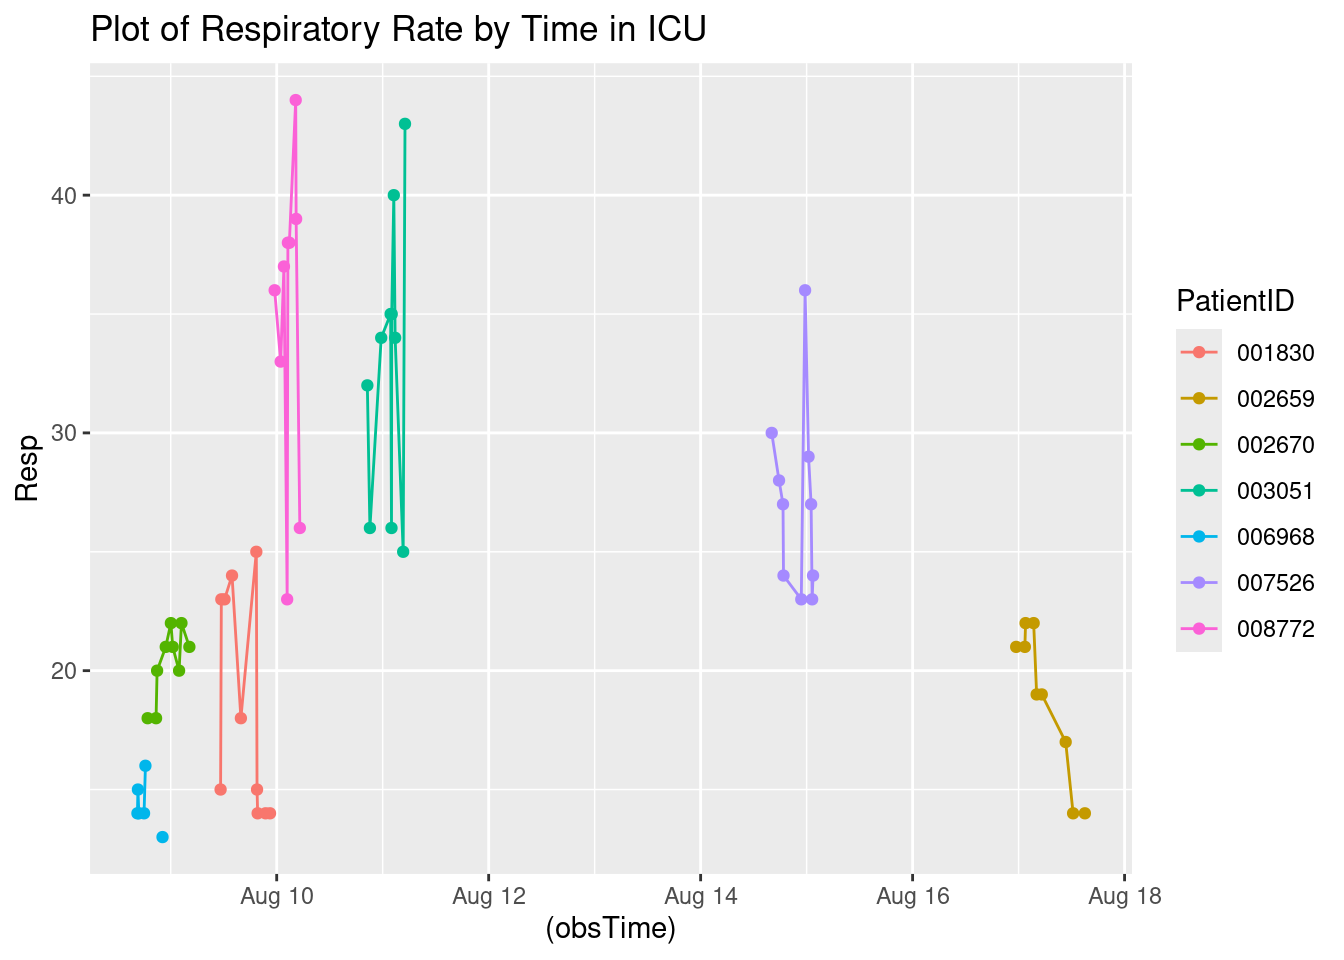 Plot of Respiratory Rate by Time in ICU
Resp
40
30
20
Aug 10
Aug 12
Aug 14
Aug 16
Aug 18
(obsTime)
PatientID
001830
002659
002670
003051
006968
007526
008772